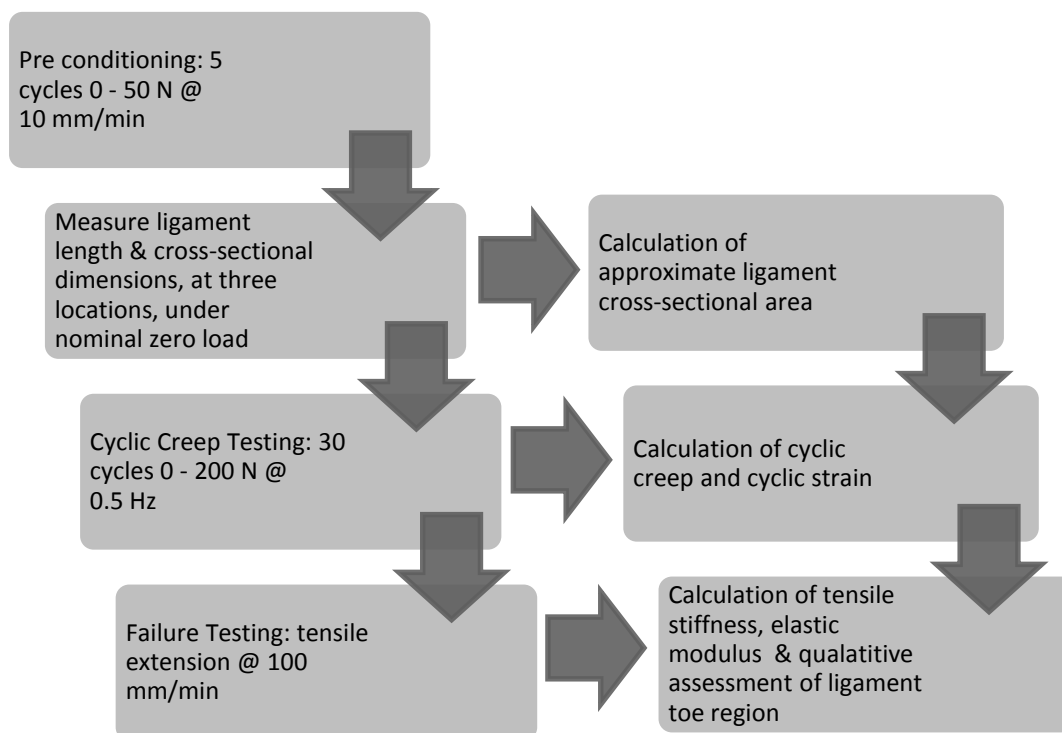 Pre conditioning: 5
cycles 0 - 50 N @
10 mm/min
Measure ligament
length & cross-sectional
dimensions, at three
locations, under
nominal zero load
Calculation of
approximate ligament
cross-sectional area
Cyclic Creep Testing: 30
cycles 0 - 200 N @
0.5 Hz
Calculation of cyclic
creep and cyclic strain
Failure Testing: tensile
extension @ 100
mm/min
Calculation of tensile
stiffness, elastic
modulus & qualatitive
assessment of ligament
toe region